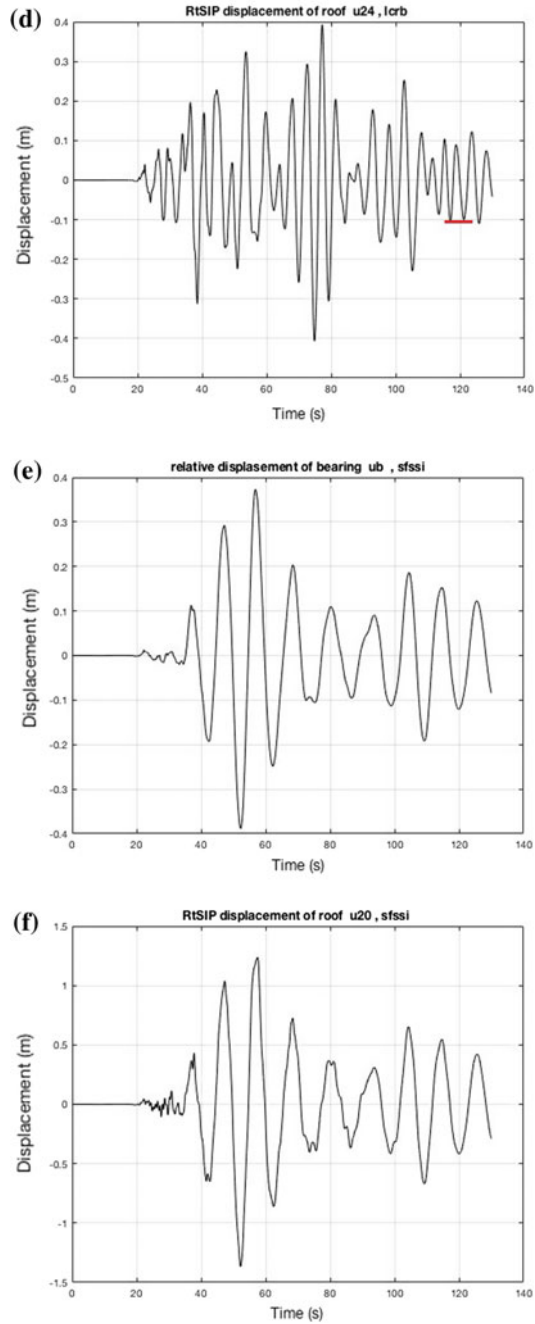 (d)
RtSIP displacement of roof u24 , lcrb
0.4
0.3
0.2
0.1
0
-0.1
-0.2
-0.3
-0.4
-0.5
Displacement (m)
0 20 40 60 80 100 120 140
Time (s)
(e)
relative displasement of bearing ub , sfssi
0.4
0.3
0.2
0.1
0
-0.1
-0.2
-0.3
-0.4
Displacement (m)
0 20 40 60 80 100 120 140
Time (s)
(f)
RtSIP displacement of roof u20 , sfssi
1.5
1
0.5
0
-0.5
-1
-1.5
Displacement (m)
0 20 40 60 80 100 120 140
Time (s)